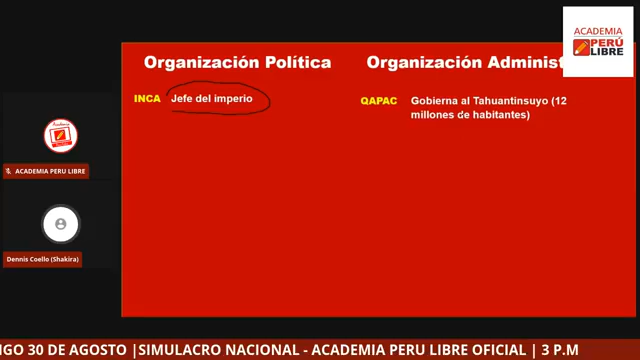 ACADEMIA
PERÚ
LIBRE
Organización Política
Organización Administ
INCA
Jefe del imperio
QAPAC
Gobierna al Tahuantinsuyo (12
millones de habitantes)
ACADEMIA PERU LIBRE
Dennis Coello (Shakira)
GO 30 DE AGOSTO |SIMULACRO NACIONAL - ACADEMIA PERU LIBRE OFICIAL | 3 P.M